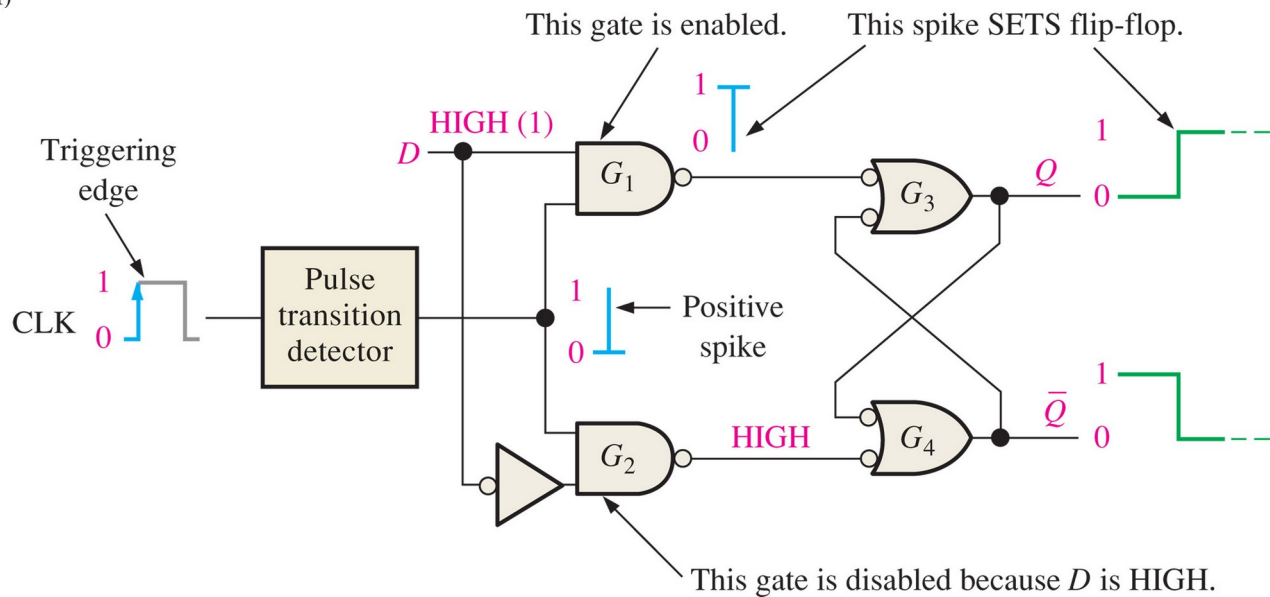 This gate is enabled.
This spike SETS flip-flop.
1
0
HIGH (1)
D
G1
Triggering
edge
1
0
CLK
Pulse
transition
detector
1
0
Positive
spike
G3
Q
1
0
G2
HIGH
G4
Q̅
1
0
This gate is disabled because D is HIGH.